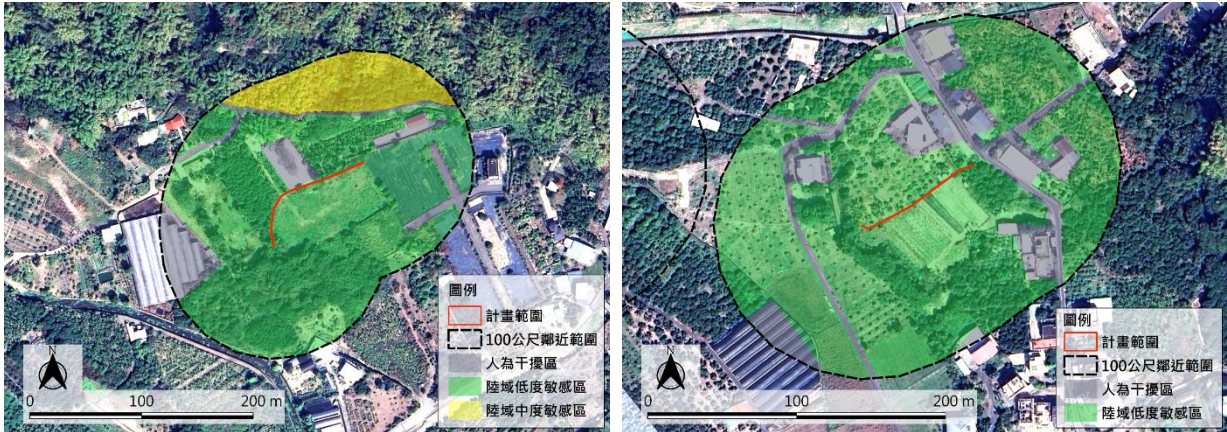 圖例
計畫範圍
100公尺鄰近範圍
人為干擾區
陸域低度敏感區
陸域中度敏感區
N
0 100 200 m
圖例
計畫範圍
100公尺鄰近範圍
人為干擾區
陸域低度敏感區
N
0 100 200 m